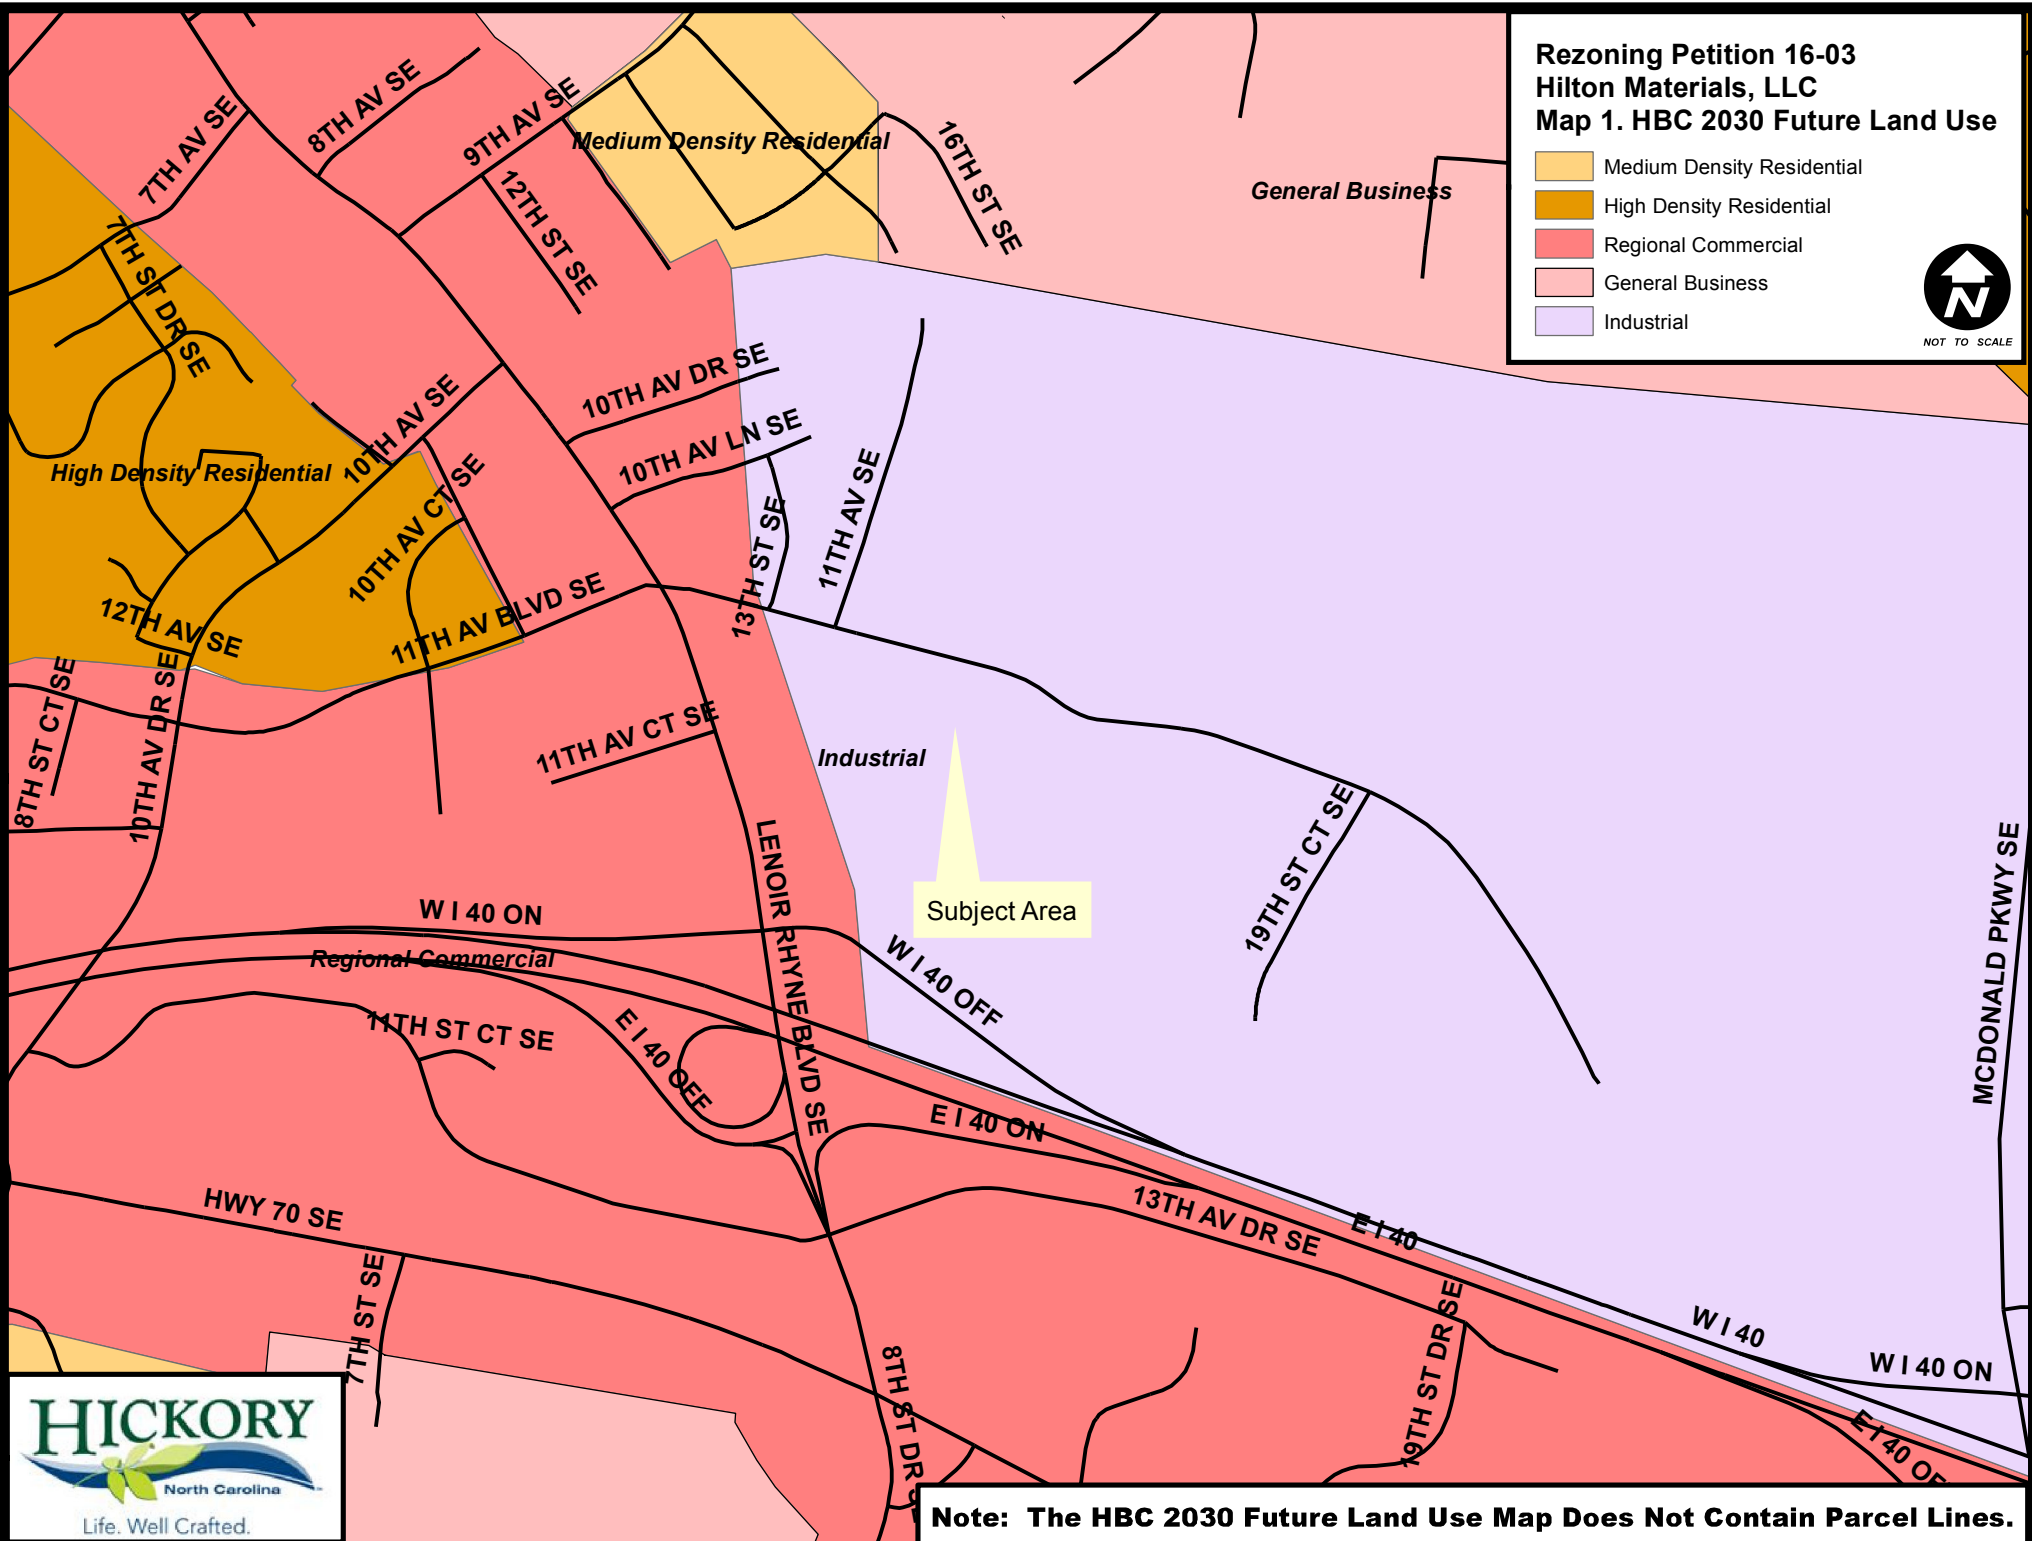 Rezoning Petition 16-03
Hilton Materials, LLC
Map 1. HBC 2030 Future Land Use
Medium Density Residential
High Density Residential
Regional Commercial
General Business
Industrial
N
NOT TO SCALE
8TH AV SE
7TH AV SE
9TH AV SE
Medium Density Residential
16TH ST SE
General Business
12TH ST SE
7TH ST DR SE
10TH AV DR SE
10TH AV SE
10TH AV LN SE
High Density Residential
10TH AV CT SE
11TH AV SE
13TH ST SE
11TH AV BLVD SE
12TH AV SE
8TH ST CT SE
10TH AV DR SE
11TH AV CT SE
Industrial
19TH ST CT SE
MCDONALD PKWY SE
LENOIR RHYNE BLVD SE
Subject Area
W I 40 ON
Regional Commercial
W I 40 OFF
11TH ST CT SE
E I 40 OFF
E I 40 ON
HWY 70 SE
13TH AV DR SE
E I 40
7TH ST SE
19TH ST DR SE
W I 40
W I 40 ON
8TH ST DR S
E I 40 OF
HICKORY
North Carolina
Life. Well Crafted.
Note: The HBC 2030 Future Land Use Map Does Not Contain Parcel Lines.